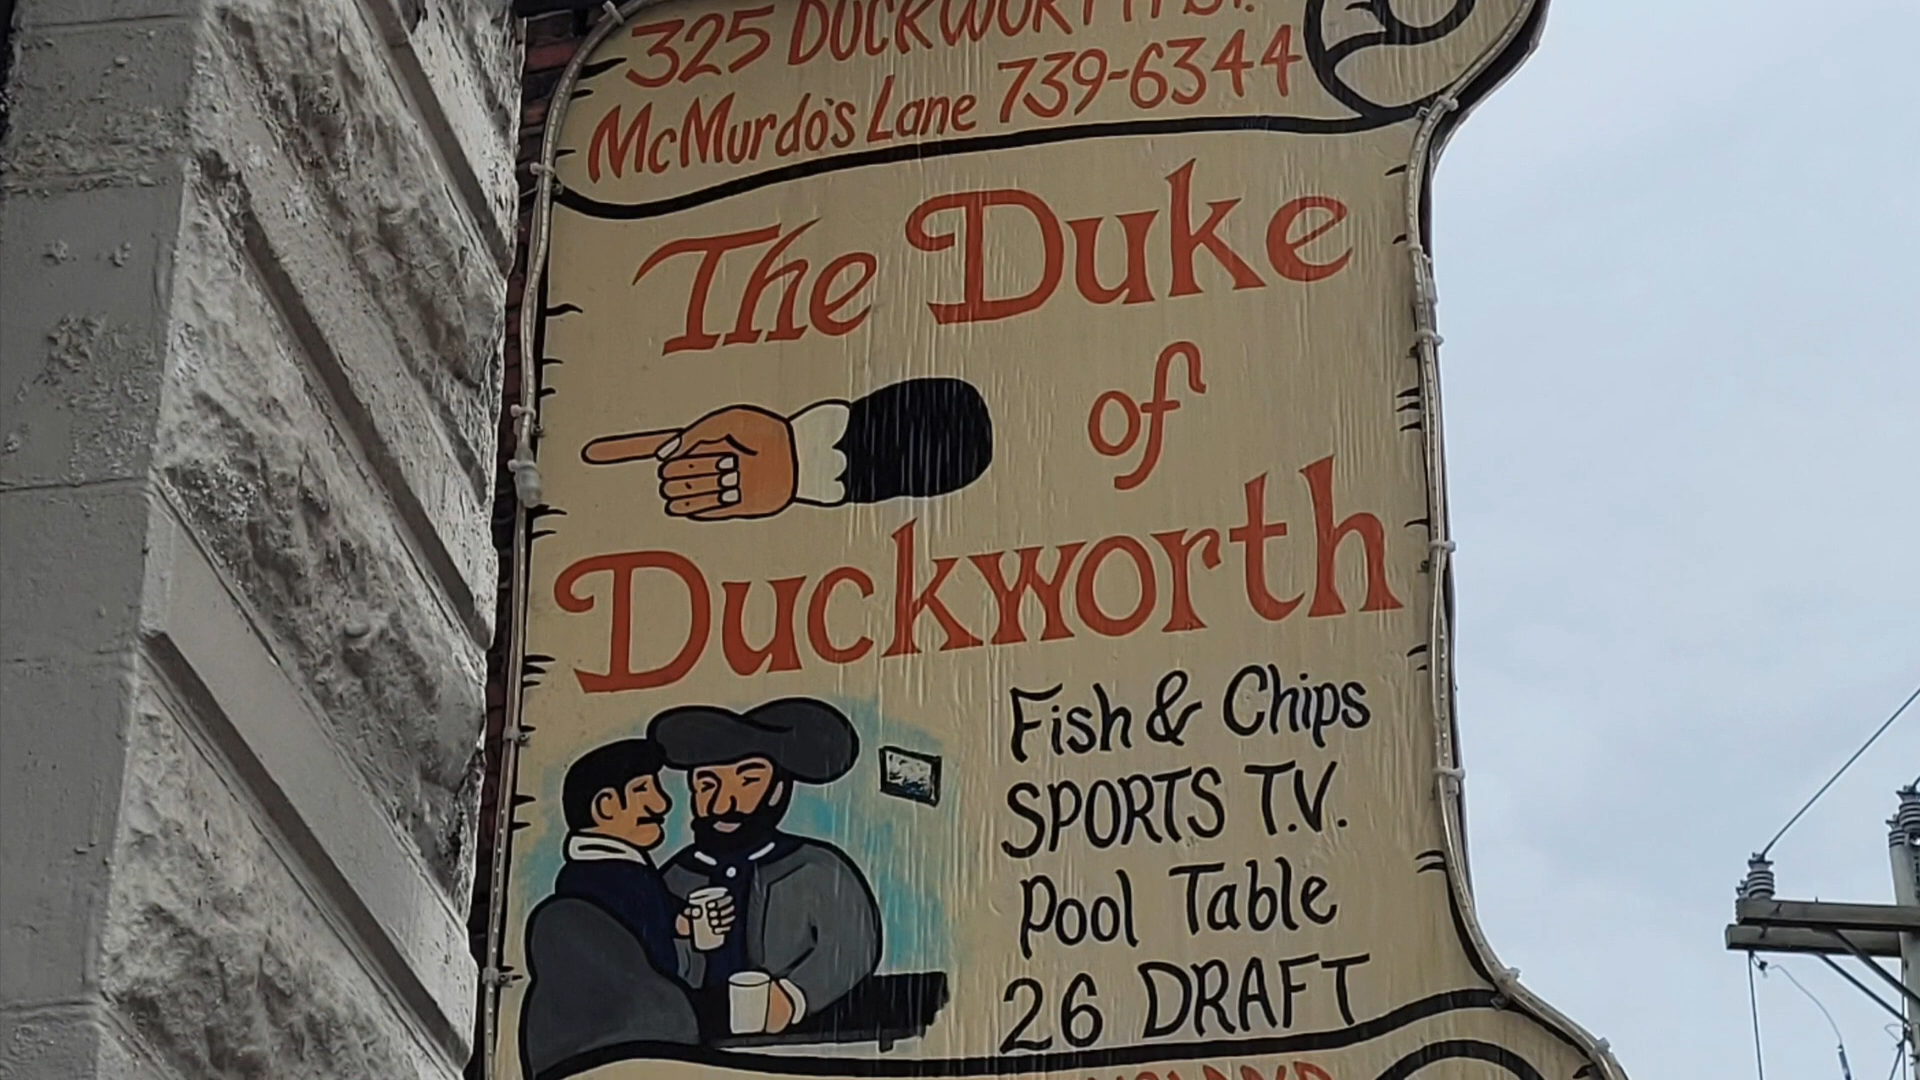 325 DUCKWORTH ST.
McMurdo's Lane 739-6344
The Duke
of
Duckworth
Fish & Chips
SPORTS T.V.
Pool Table
26 DRAFT